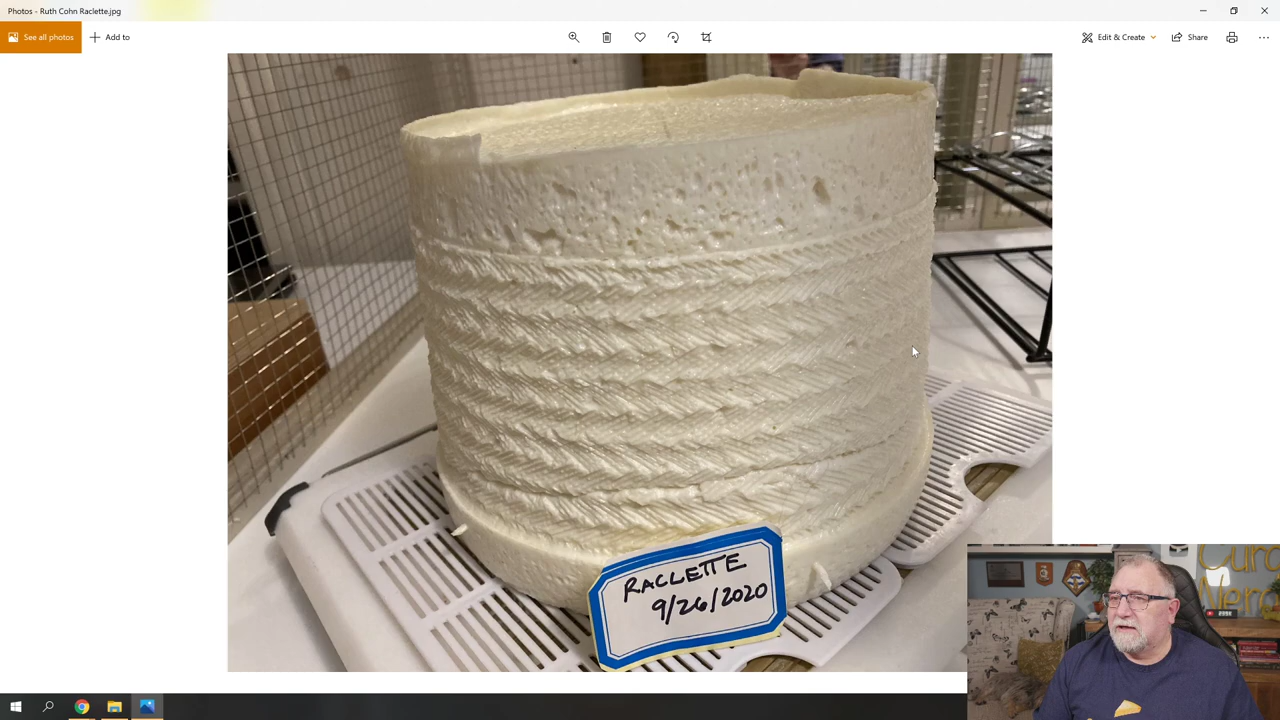 Photos - Ruth Cohn Raclette.jpg
See all photos
Add to
Edit & Create
Share
RACLETTE
9/26/2020